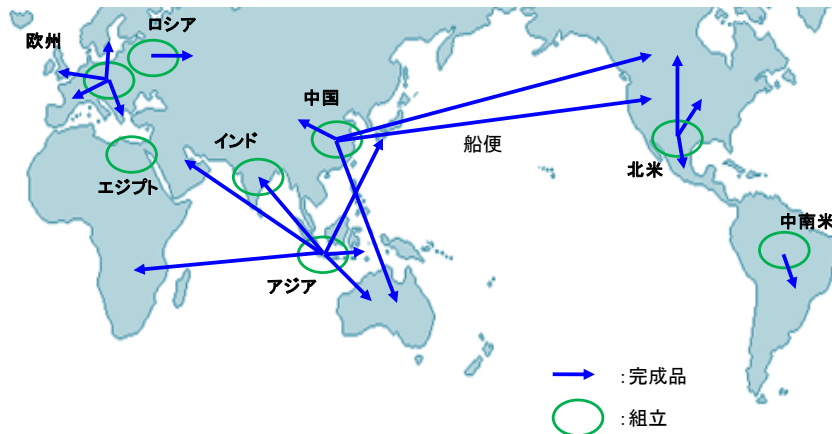 ロシア
欧州
中国
インド
船便
エジプト
北米
中南米
アジア
:完成品
:組立